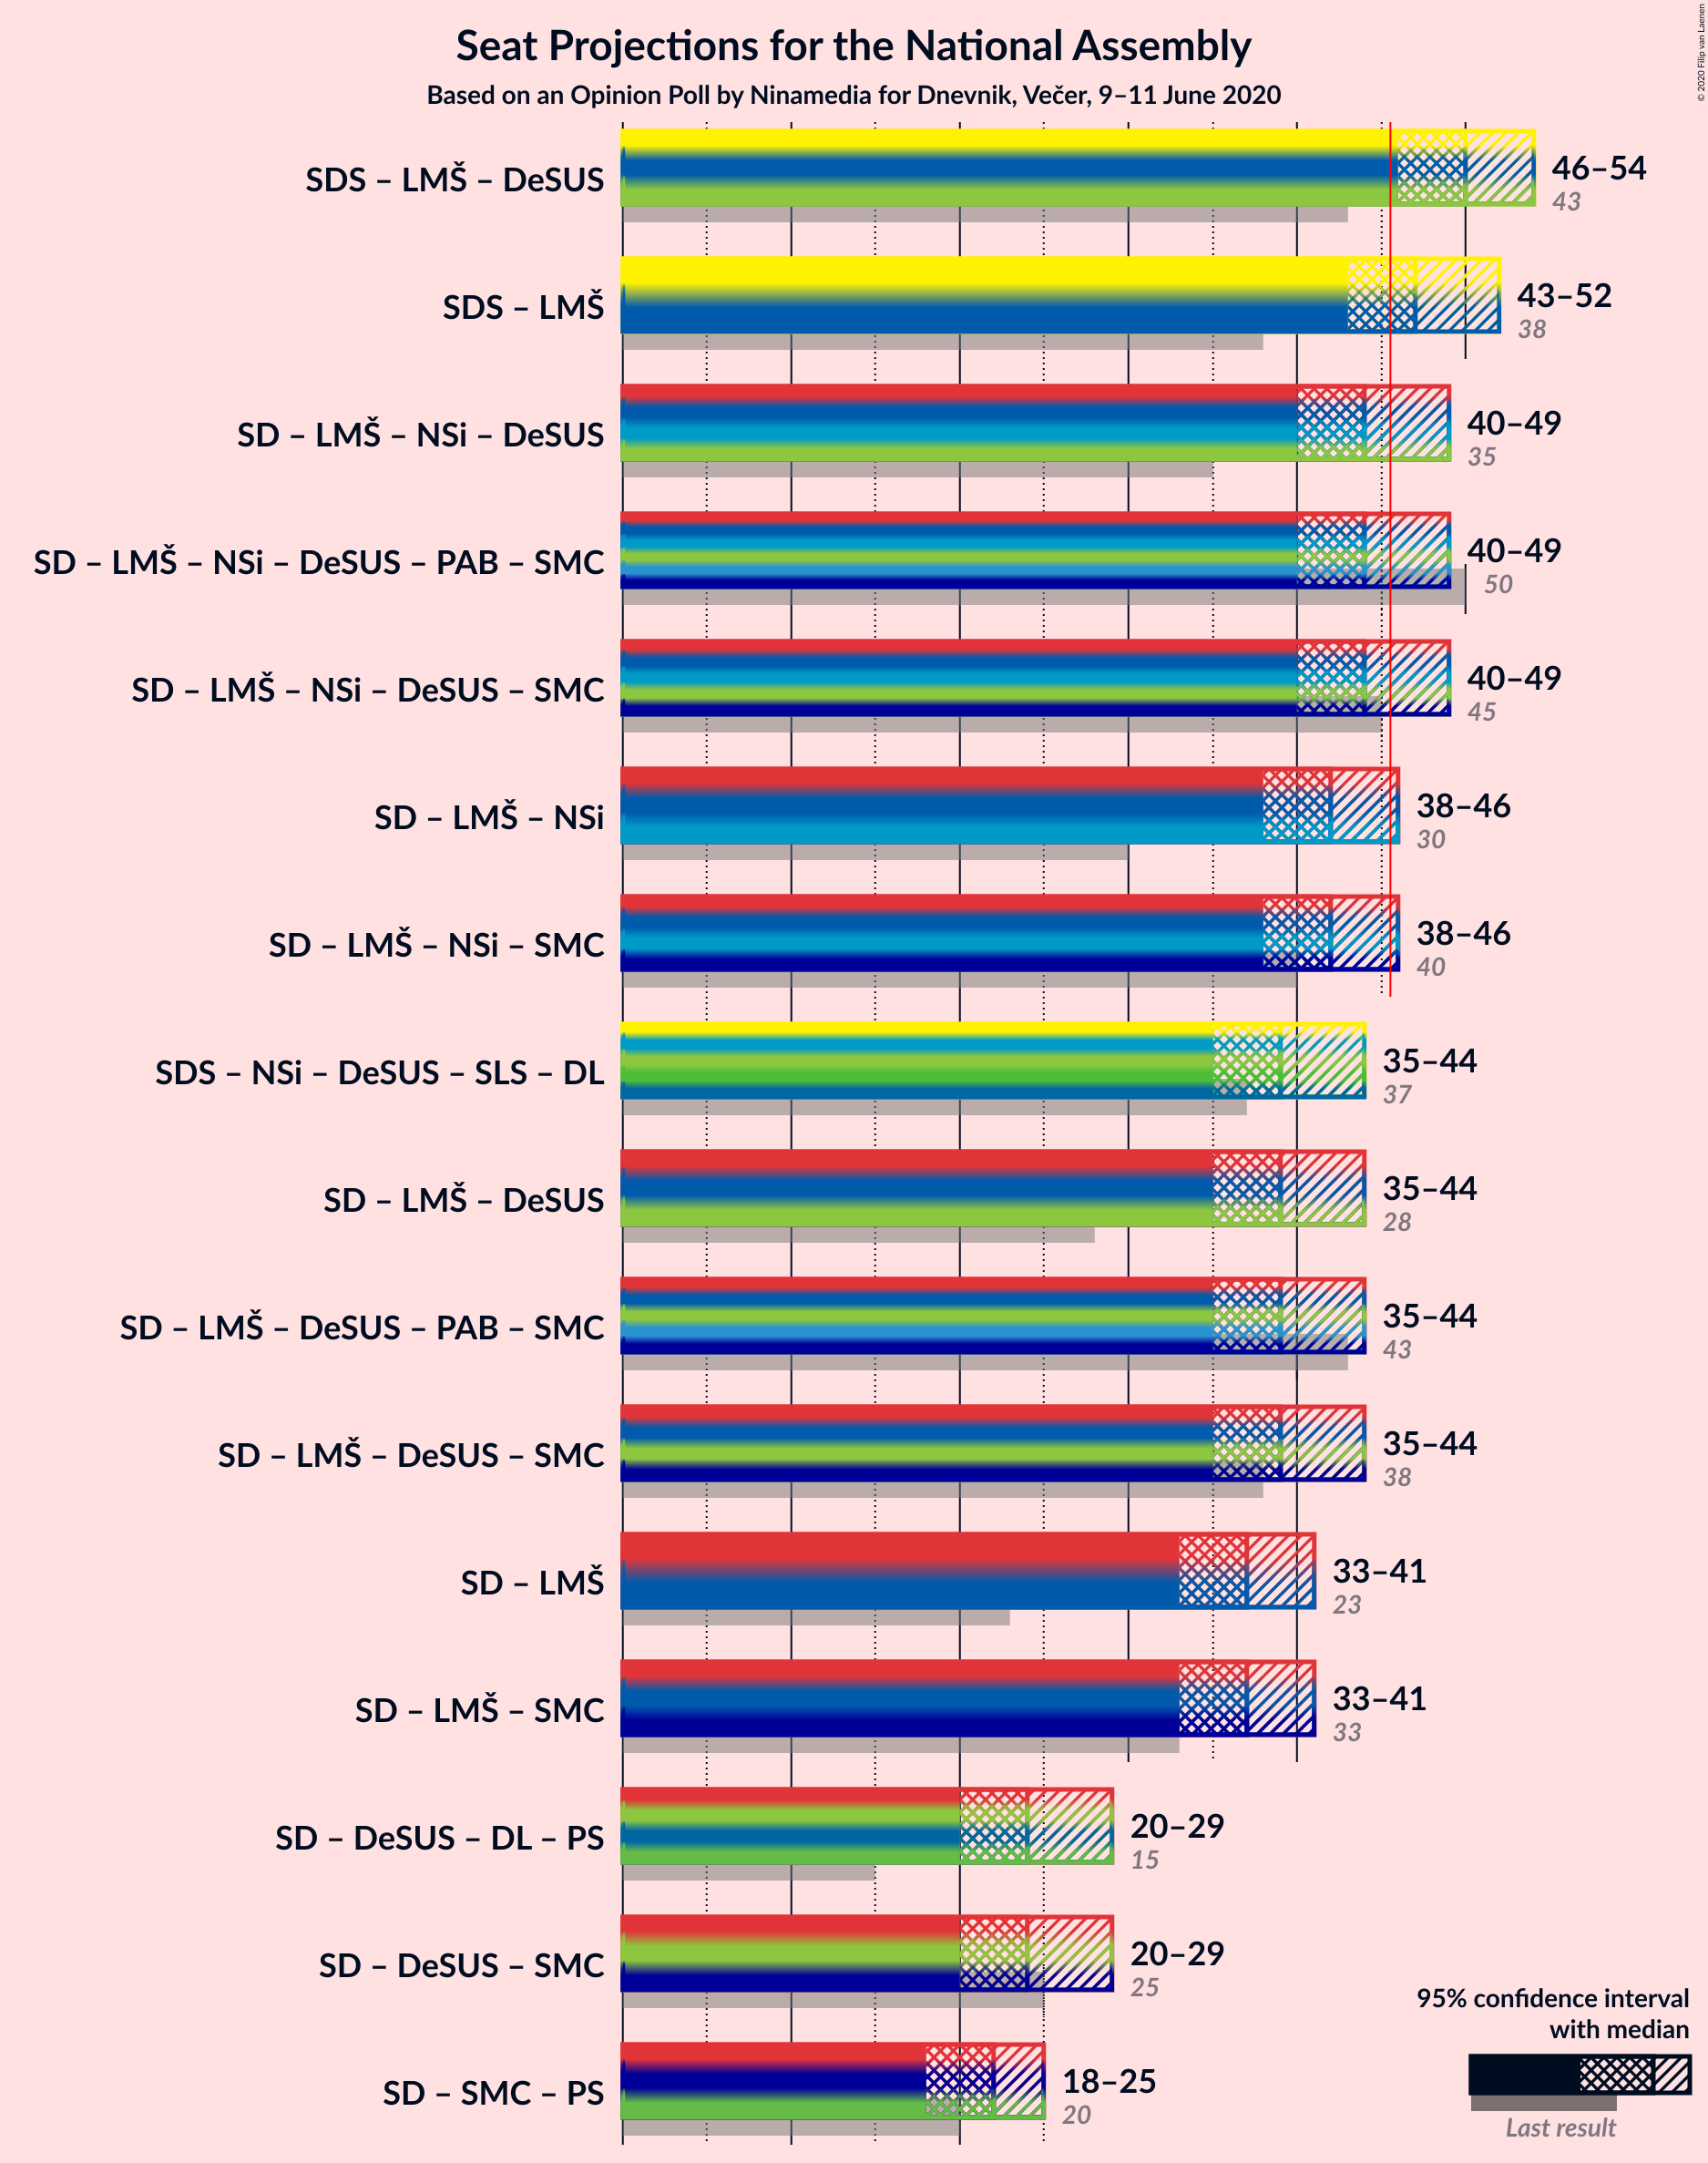 Seat Projections for the National Assembly
Based on an Opinion Poll by Ninamedia for Dnevnik, Večer, 9–11 June 2020
© 2020 Filip van Laenen
SDS – LMŠ – DeSUS
46–54
43
SDS – LMŠ
43–52
38
SD – LMŠ – NSi – DeSUS
40–49
35
SD – LMŠ – NSi – DeSUS – PAB – SMC
40–49
50
SD – LMŠ – NSi – DeSUS – SMC
40–49
45
SD – LMŠ – NSi
38–46
30
SD – LMŠ – NSi – SMC
38–46
40
SDS – NSi – DeSUS – SLS – DL
35–44
37
SD – LMŠ – DeSUS
35–44
28
SD – LMŠ – DeSUS – PAB – SMC
35–44
43
SD – LMŠ – DeSUS – SMC
35–44
38
SD – LMŠ
33–41
23
SD – LMŠ – SMC
33–41
33
SD – DeSUS – DL – PS
20–29
15
SD – DeSUS – SMC
20–29
25
SD – SMC – PS
18–25
20
95% confidence interval
with median
Last result